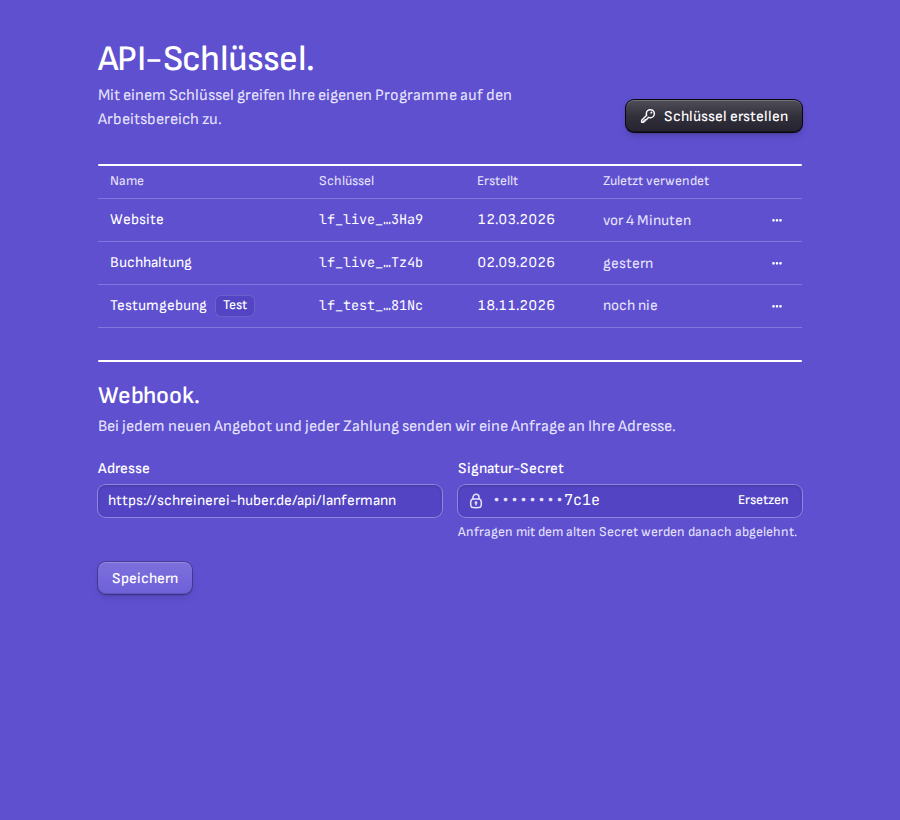 API-Schlüssel.
Mit einem Schlüssel greifen Ihre eigenen Programme auf den
Arbeitsbereich zu.
Schlüssel erstellen
Name Schlüssel Erstellt Zuletzt verwendet
Website lf_live_…3Ha9 12.03.2026 vor 4 Minuten
Buchhaltung lf_live_…Tz4b 02.09.2026 gestern
Testumgebung Test lf_test_…81Nc 18.11.2026 noch nie
Webhook.
Bei jedem neuen Angebot und jeder Zahlung senden wir eine Anfrage an Ihre Adresse.
Adresse Signatur-Secret
https://schreinerei-huber.de/api/lanfermann ••••••••7c1e Ersetzen
Anfragen mit dem alten Secret werden danach abgelehnt.
Speichern